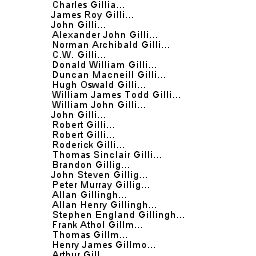 Charles Gillia...
James Roy Gilli...
John Gilli...
Alexander John Gilli...
Norman Archibald Gilli...
C.W. Gilli...
Donald William Gilli...
Duncan Macneill Gilli...
Hugh Oswald Gilli...
William James Todd Gilli...
William John Gilli...
John Gilli...
Robert Gilli...
Robert Gilli...
Roderick Gilli...
Thomas Sinclair Gilli...
Brandon Gillig...
John Steven Gillig...
Peter Murray Gillig...
Allan Gillingh...
Allan Henry Gillingh...
Stephen England Gillingh...
Frank Athol Gillm...
Thomas Gillm...
Henry James Gillmo...
Arthur Gill